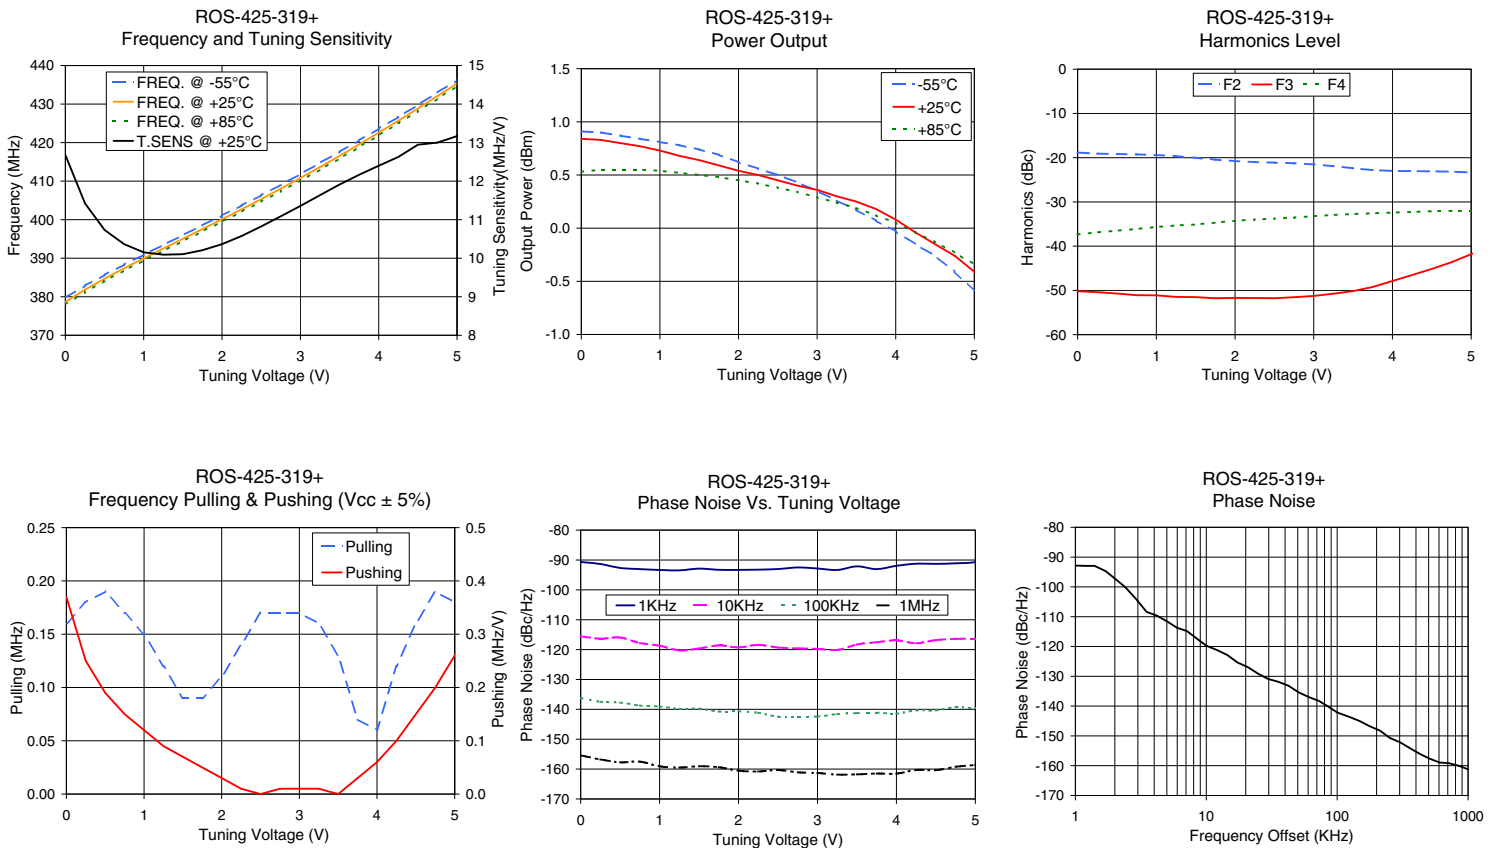 ROS-425-319+
Frequency and Tuning Sensitivity
440
430
420
410
400
390
380
370
15
14
13
12
11
10
9
8
FREQ. @ -55°C
FREQ. @ +25°C
FREQ. @ +85°C
T.SENS @ +25°C
Frequency (MHz)
Tuning Sensitivity(MHz/V)
0 1 2 3 4 5
Tuning Voltage (V)
ROS-425-319+
Power Output
1.5
1.0
0.5
0.0
-0.5
-1.0
-55°C
+25°C
+85°C
Output Power (dBm)
0 1 2 3 4 5
Tuning Voltage (V)
ROS-425-319+
Harmonics Level
0
-10
-20
-30
-40
-50
-60
F2 F3 F4
Harmonics (dBc)
0 1 2 3 4 5
Tuning Voltage (V)
ROS-425-319+
Frequency Pulling & Pushing (Vcc ± 5%)
0.25
0.20
0.15
0.10
0.05
0.00
0.5
0.4
0.3
0.2
0.1
0.0
Pulling
Pushing
Pulling (MHz)
Pushing (MHz/V)
0 1 2 3 4 5
Tuning Voltage (V)
ROS-425-319+
Phase Noise Vs. Tuning Voltage
-80
-90
-100
-110
-120
-130
-140
-150
-160
-170
1KHz 10KHz 100KHz 1MHz
Phase Noise (dBc/Hz)
0 1 2 3 4 5
Tuning Voltage (V)
ROS-425-319+
Phase Noise
-80
-90
-100
-110
-120
-130
-140
-150
-160
-170
Phase Noise (dBc/Hz)
1 10 100 1000
Frequency Offset (KHz)